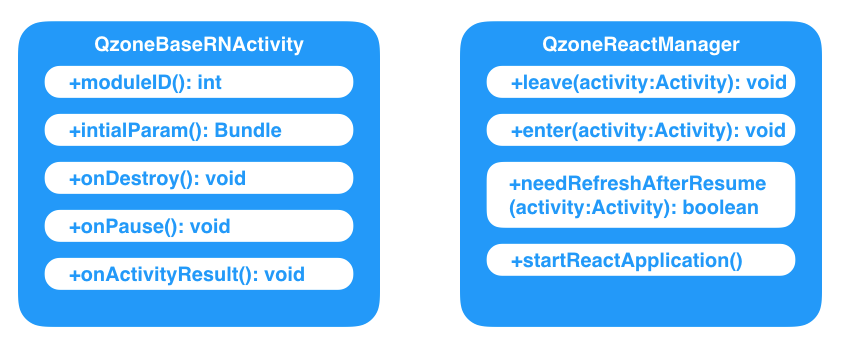 QzoneBaseRNActivity
+moduleID(): int
+intialParam(): Bundle
+onDestroy(): void
+onPause(): void
+onActivityResult(): void
QzoneReactManager
+leave(activity:Activity): void
+enter(activity:Activity): void
+needRefreshAfterResume
(activity:Activity): boolean
+startReactApplication()